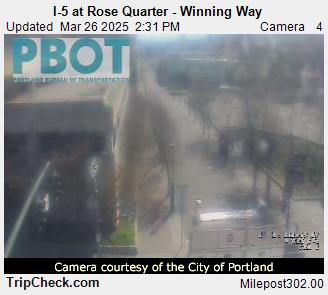 I-5 at Rose Quarter - Winning Way
Updated Mar 26 2025 2:31 PM Camera 4
PBOT
PORTLAND BUREAU OF TRANSPORTATION
Camera courtesy of the City of Portland
TripCheck.com Milepost302.00